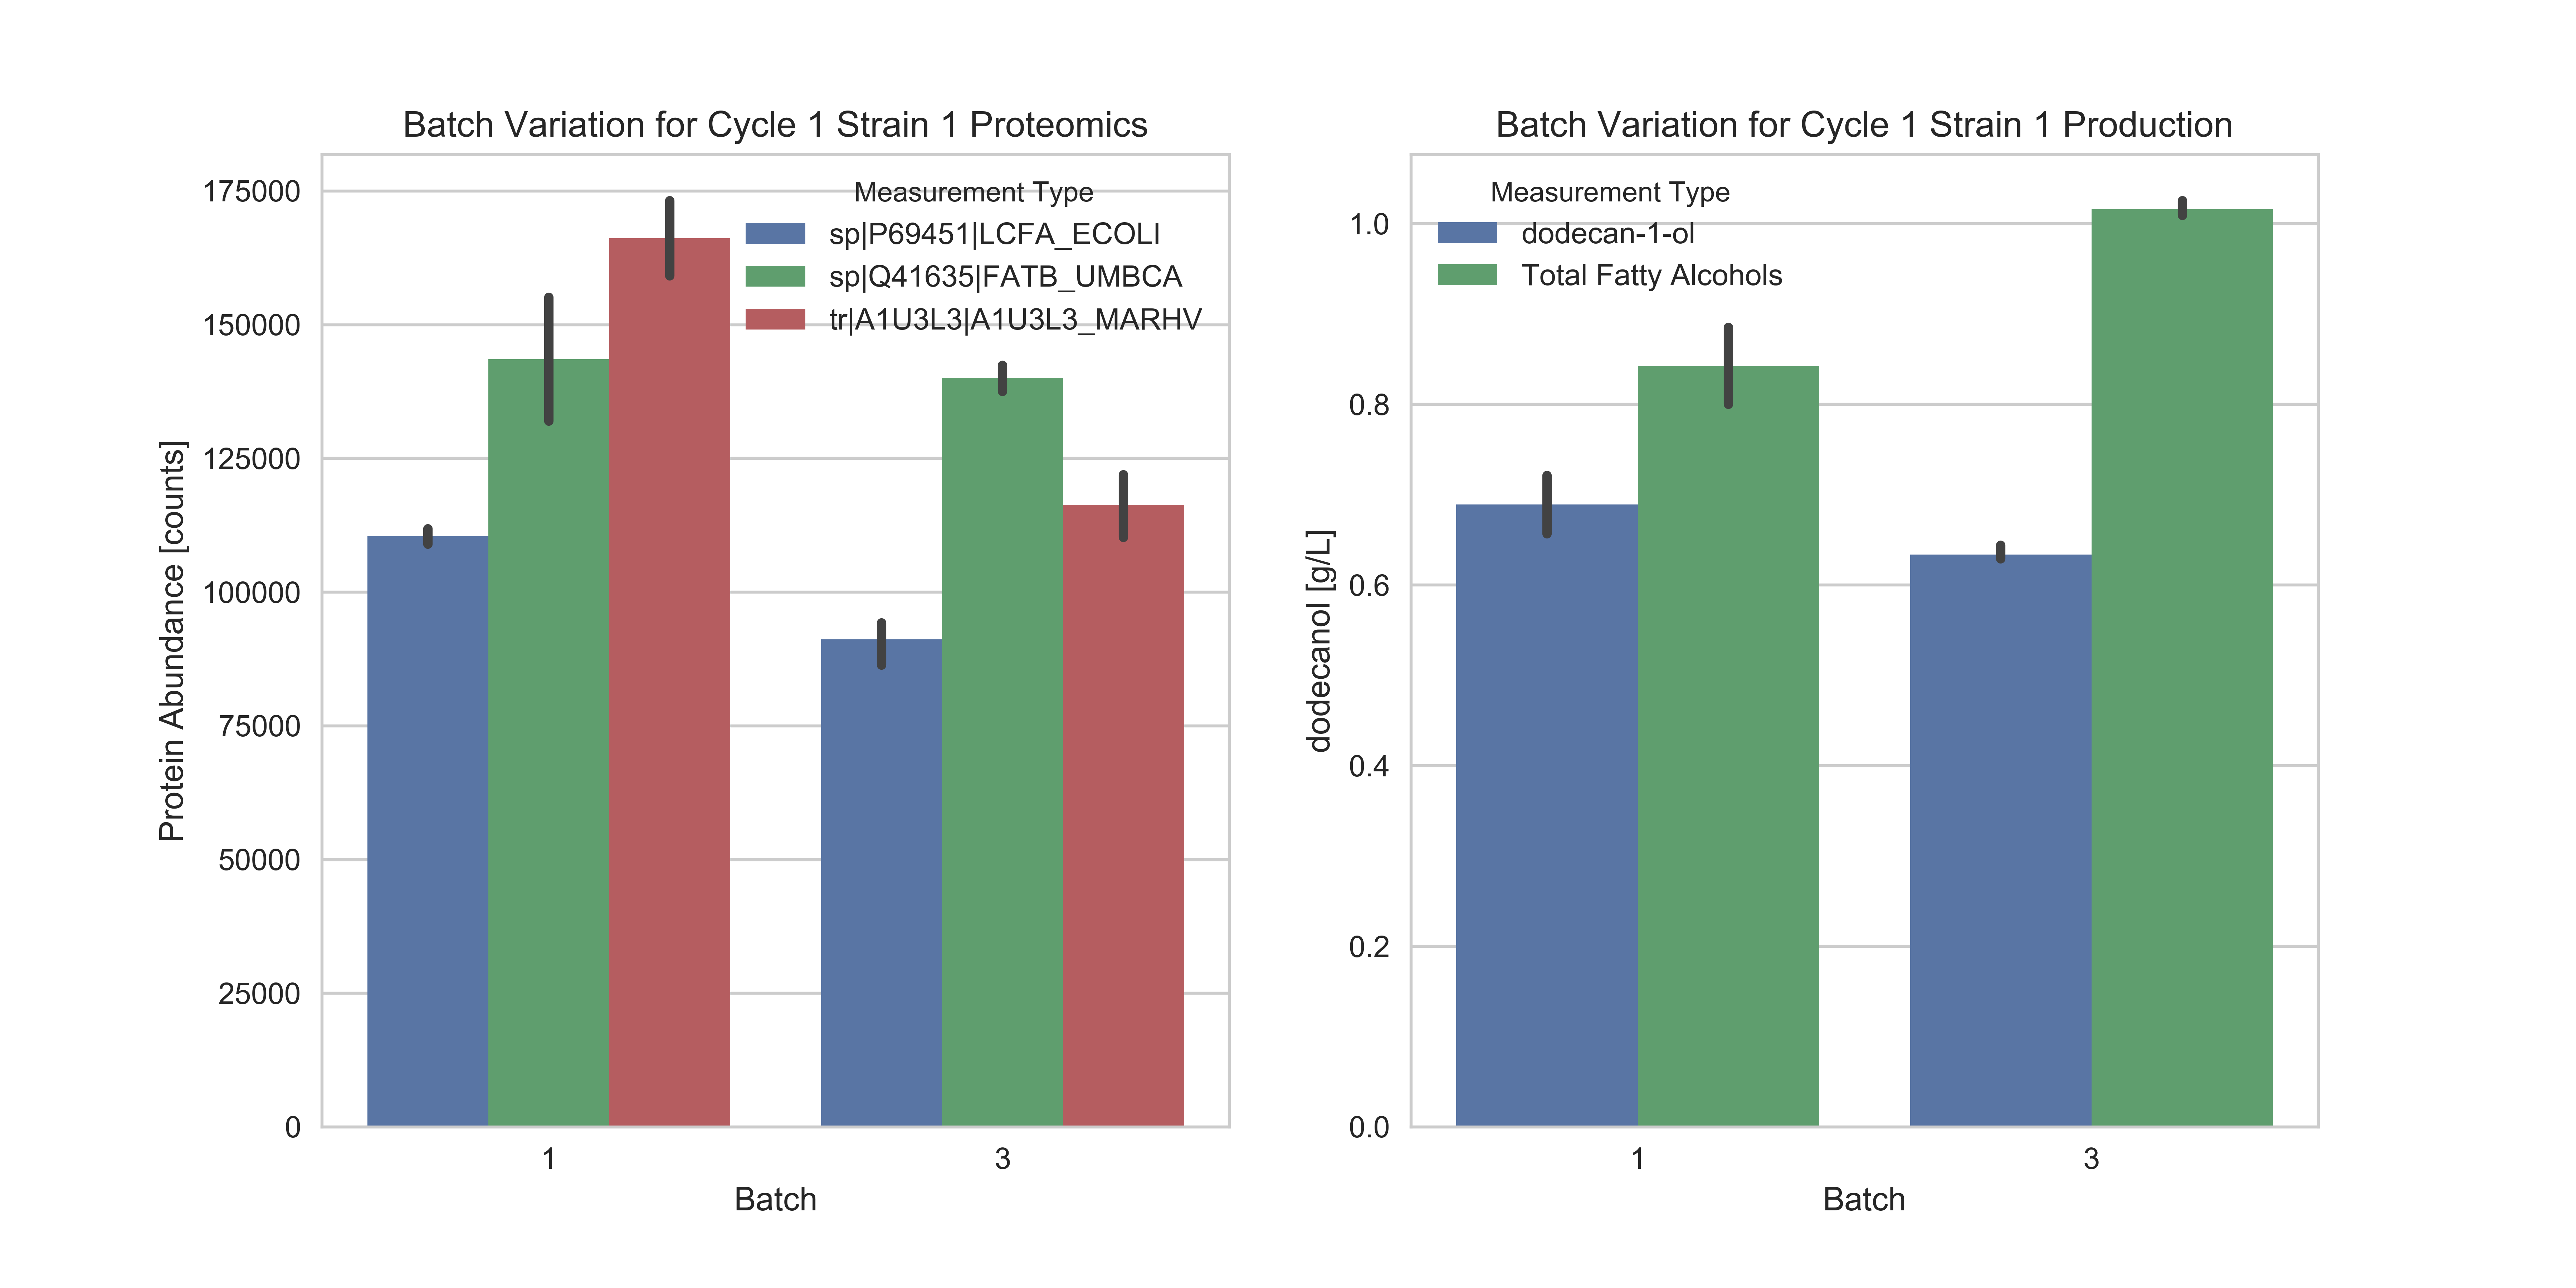 Batch Variation for Cycle 1 Strain 1 Proteomics
Measurement Type
sp|P69451|LCFA_ECOLI
sp|Q41635|FATB_UMBCA
tr|A1U3L3|A1U3L3_MARHV
Protein Abundance [counts]
175000
150000
125000
100000
75000
50000
25000
0
1
3
Batch
Batch Variation for Cycle 1 Strain 1 Production
Measurement Type
dodecan-1-ol
Total Fatty Alcohols
dodecanol [g/L]
1.0
0.8
0.6
0.4
0.2
0.0
1
3
Batch